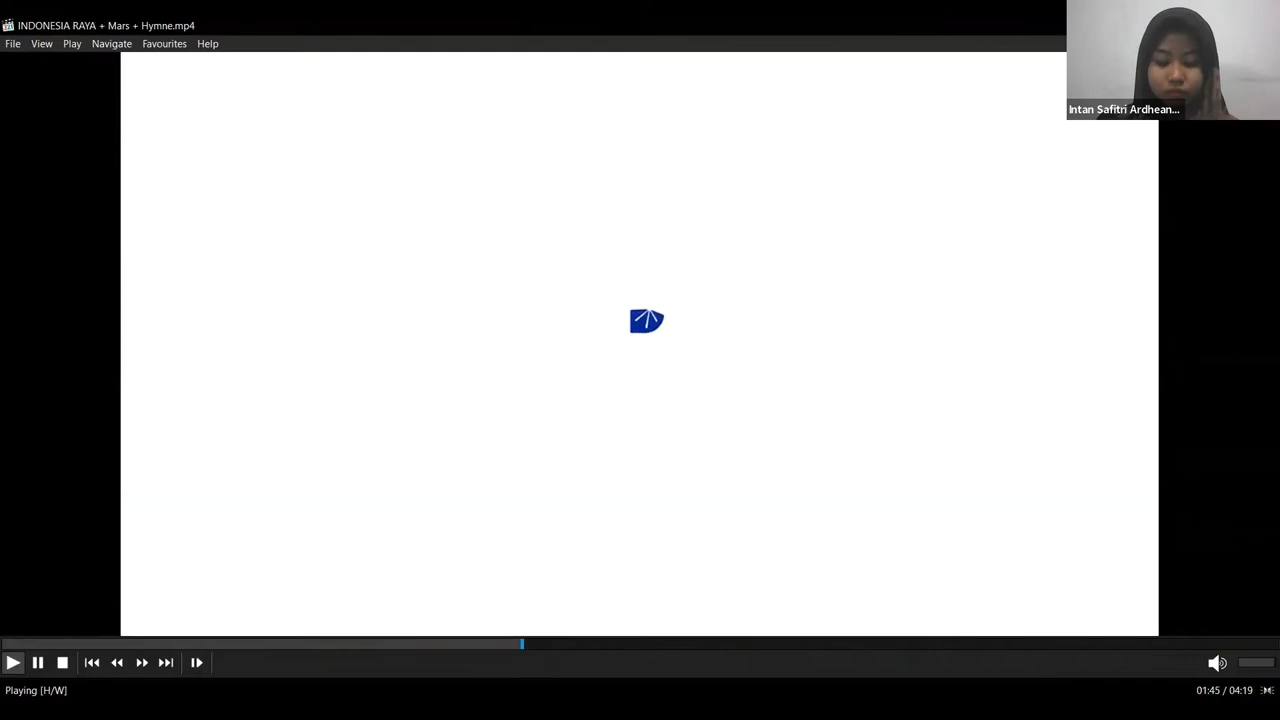 INDONESIA RAYA + Mars + Hymne.mp4
File View Play Navigate Favourites Help
Intan Safitri Ardhean...
Playing [H/W]
01:45 / 04:19